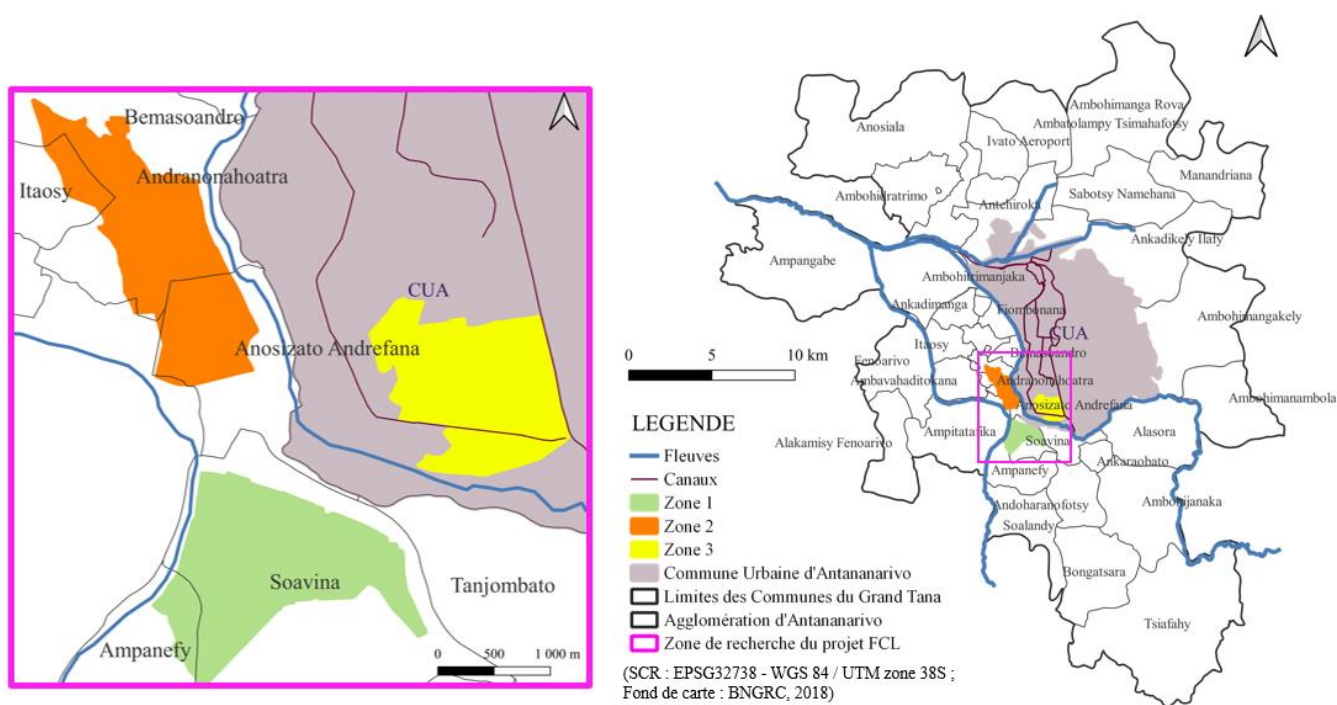 Bemasoandro
Itaosy
Andranonahoatra
CUA
Anosizato Andrefana
Soavina
Tanjombato
Ampanefy
0 500 1 000 m
Ambohimanga Rova
Anosiala
Ambatolampy Tsimahafotsy
Ivato Aeroport
Manandriana
Ambohidratrimo
Sabotsy Namehana
Antehiroka
Ankadikely Ilafy
Ampangabe
Ambohitrimanjaka
Ankadimanga
Fiombonana
Ambohimangakely
CUA
Itaosy
Bemasoandro
Fenoarivo
Ambavahaditokana
Andranonahoatra
Ambohimanambola
Anosizato Andrefana
Ampitatafika
Alasora
Alakamisy Fenoarivo
Soavina
Ankaraobato
Ampanefy
Andoharanofotsy
Ambohijanaka
Soalandy
Bongatsara
Tsiafahy
0 5 10 km
LEGENDE
Fleuves
Canaux
Zone 1
Zone 2
Zone 3
Commune Urbaine d'Antananarivo
Limites des Communes du Grand Tana
Agglomération d'Antananarivo
Zone de recherche du projet FCL
(SCR : EPSG32738 - WGS 84 / UTM zone 38S ;
Fond de carte : BNGRC, 2018)